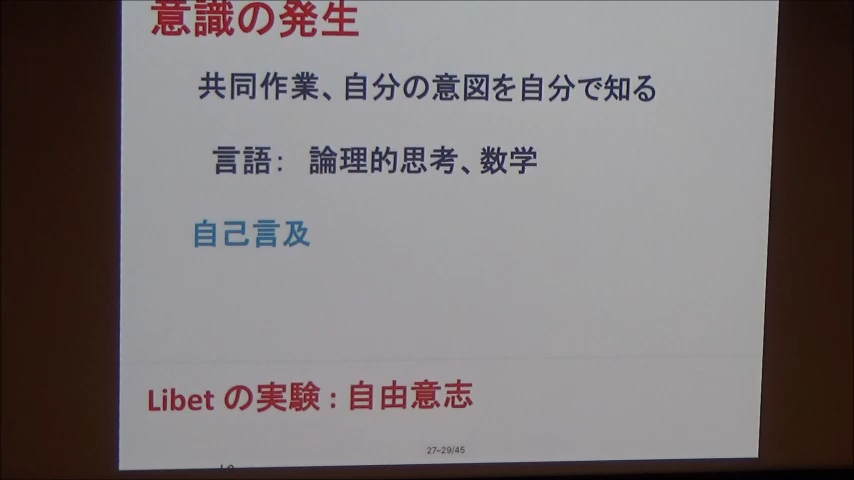 意識の発生
共同作業、自分の意図を自分で知る
言語： 論理的思考、数学
自己言及
Libet の実験 : 自由意志
27-29/45